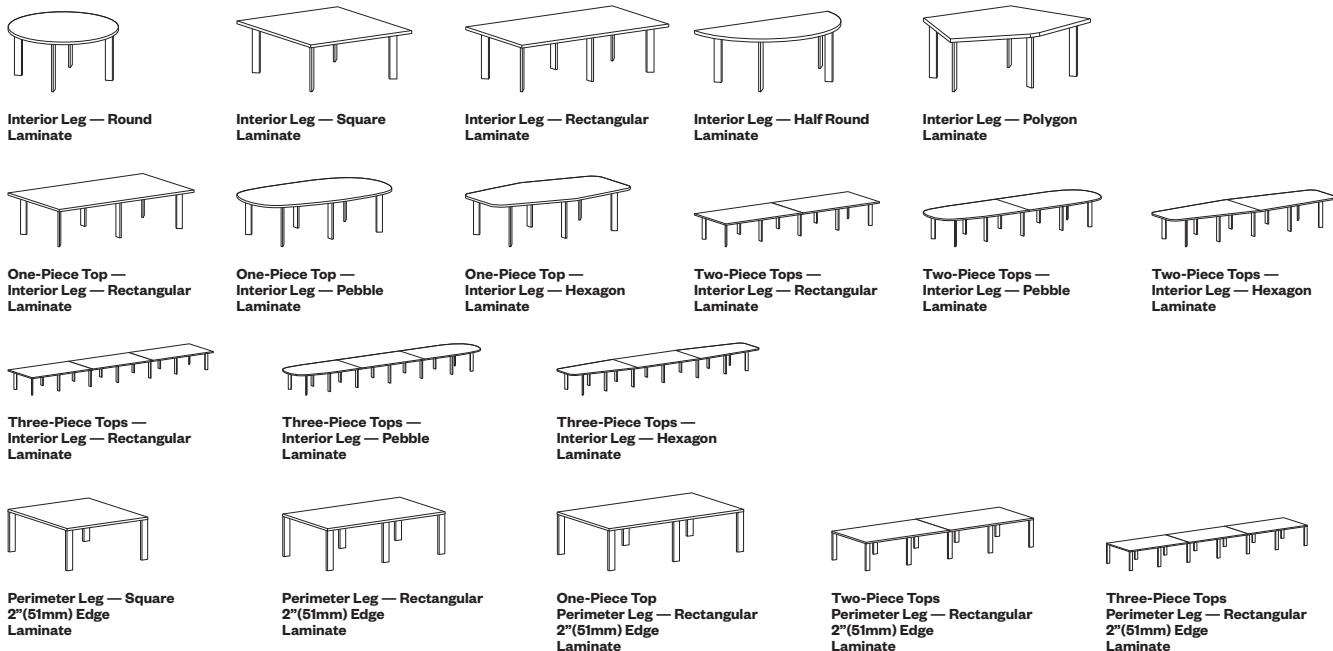 Interior Leg — Round
Laminate
Interior Leg — Square
Laminate
Interior Leg — Rectangular
Laminate
Interior Leg — Half Round
Laminate
Interior Leg — Polygon
Laminate
One-Piece Top —
Interior Leg — Rectangular
Laminate
One-Piece Top —
Interior Leg — Pebble
Laminate
One-Piece Top —
Interior Leg — Hexagon
Laminate
Two-Piece Tops —
Interior Leg — Rectangular
Laminate
Two-Piece Tops —
Interior Leg — Pebble
Laminate
Two-Piece Tops —
Interior Leg — Hexagon
Laminate
Three-Piece Tops —
Interior Leg — Rectangular
Laminate
Three-Piece Tops —
Interior Leg — Pebble
Laminate
Three-Piece Tops —
Interior Leg — Hexagon
Laminate
Perimeter Leg — Square
2”(51mm) Edge
Laminate
Perimeter Leg — Rectangular
2”(51mm) Edge
Laminate
One-Piece Top
Perimeter Leg — Rectangular
2”(51mm) Edge
Laminate
Two-Piece Tops
Perimeter Leg — Rectangular
2”(51mm) Edge
Laminate
Three-Piece Tops
Perimeter Leg — Rectangular
2”(51mm) Edge
Laminate